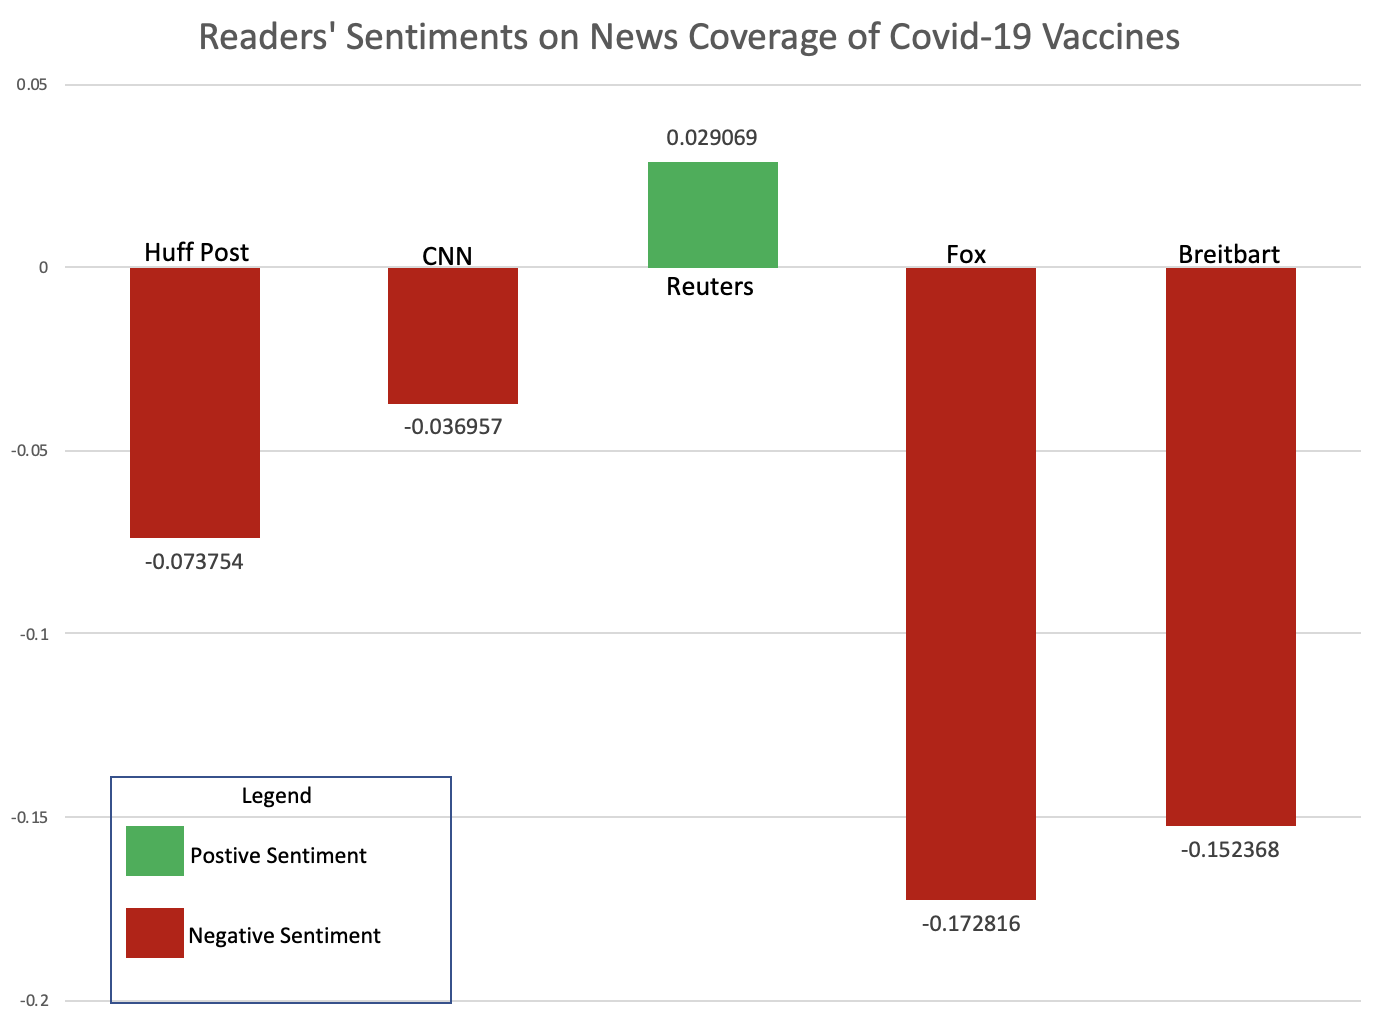 Readers' Sentiments on News Coverage of Covid-19 Vaccines
0.05
0.029069
Huff Post
CNN
Fox
Breitbart
0
Reuters
-0.036957
-0.05
-0.073754
-0.1
Legend
-0.15
-0.152368
Postive Sentiment
-0.172816
Negative Sentiment
-0.2